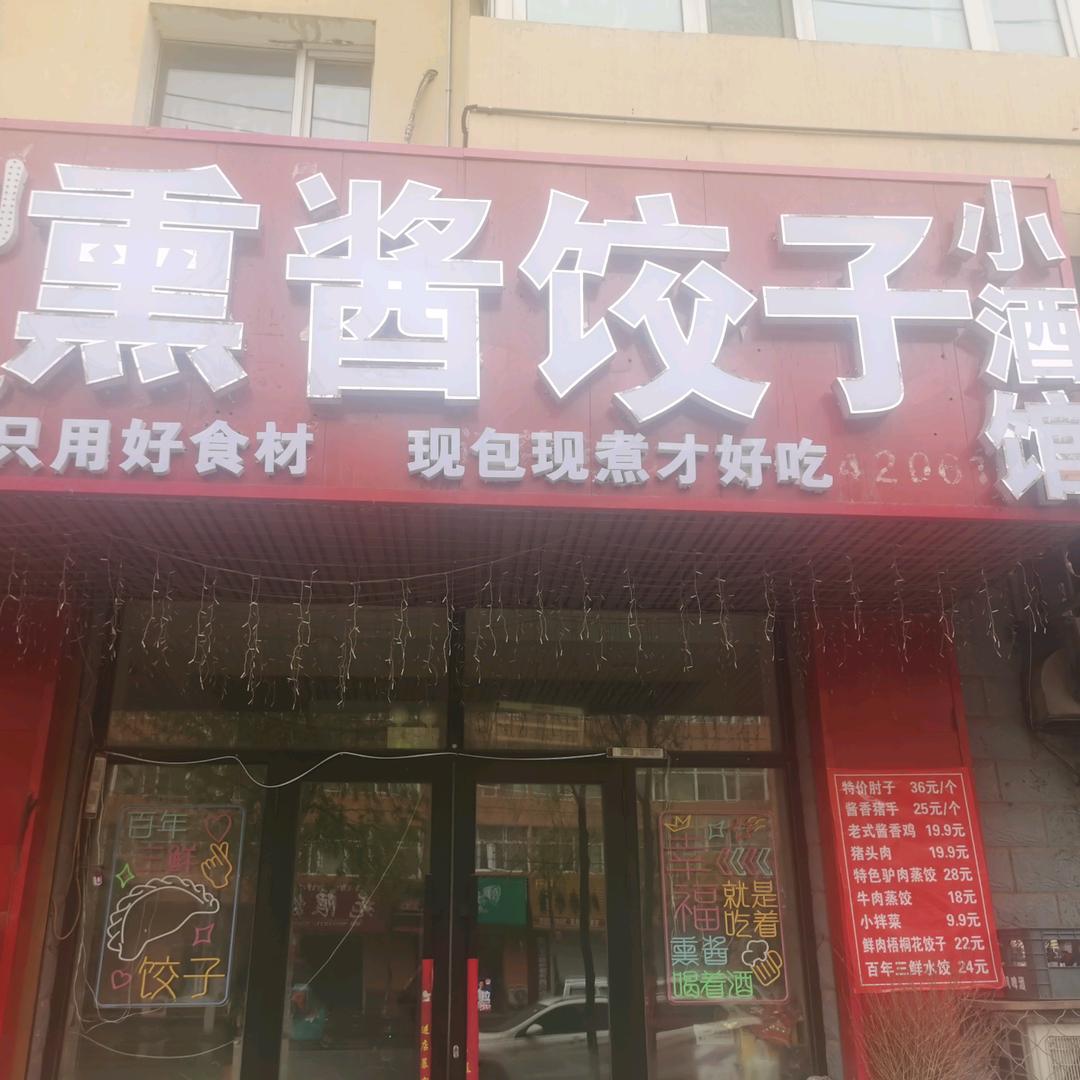 熏酱饺子
小酒馆
只用好食材 现包现煮才好吃
4206
百年
三鲜
饺子
幸福
就是
吃着
熏酱
喝着酒
特价肘子 36元/个
酱香猪手 25元/个
老式酱香鸡 19.9元
猪头肉 19.9元
特色驴肉蒸饺 28元
牛肉蒸饺 18元
小拌菜 9.9元
鲜肉梧桐花饺子 22元
百年三鲜水饺 24元